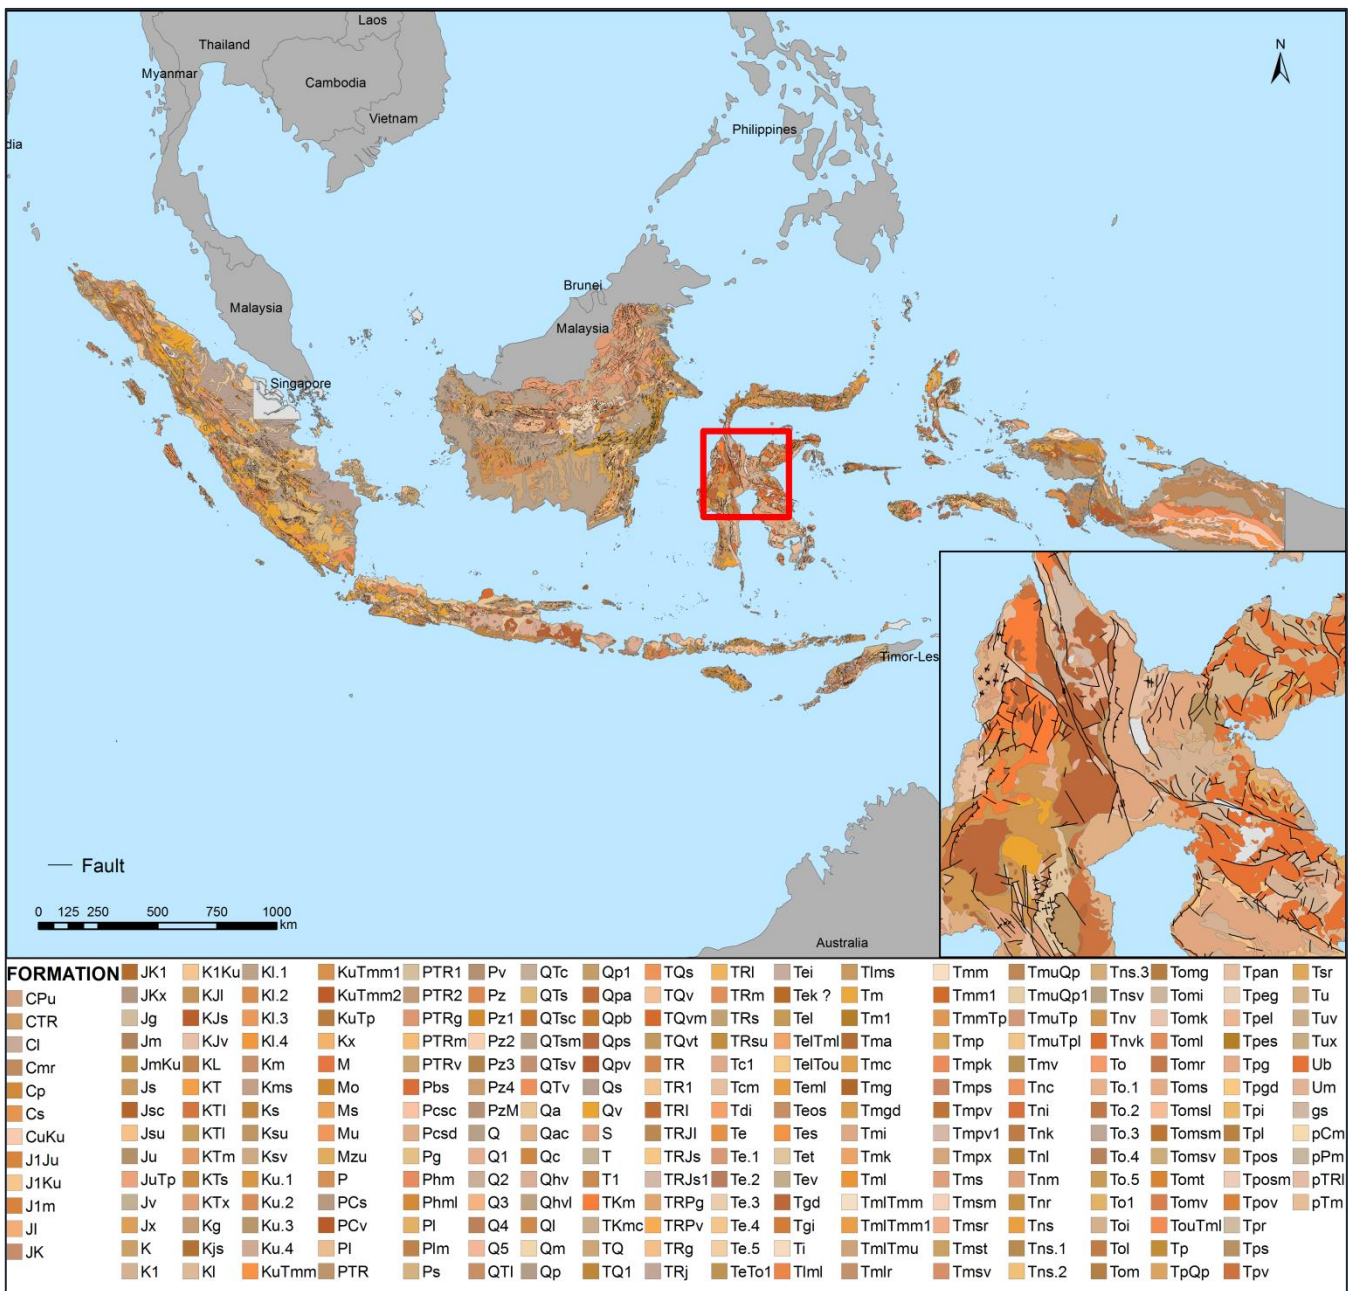 Laos
Thailand
N
Myanmar
Cambodia
Vietnam
Philippines
dia
Brunei
Malaysia
Malaysia
Singapore
Timor-Les
Fault
0 125 250 500 750 1000
km
Australia
FORMATION
CPu
CTR
Cl
Cmr
Cp
Cs
CuKu
J1Ju
J1Ku
J1m
Jl
JK
JK1
JKx
Jg
Jm
JmKu
Js
Jsc
Jsu
Ju
JuTp
Jv
Jx
K
K1
K1Ku
KJl
KJs
KJv
KL
KT
KTl
KTl
KTm
KTs
KTx
Kg
Kjs
Kl
Kl.1
Kl.2
Kl.3
Kl.4
Km
Kms
Ks
Ksu
Ksv
Ku.1
Ku.2
Ku.3
Ku.4
KuTmm
KuTmm1
KuTmm2
KuTp
Kx
M
Mo
Ms
Mu
Mzu
P
PCs
PCv
Pl
PTR
PTR1
PTR2
PTRg
PTRm
PTRv
Pbs
Pcsc
Pcsd
Pg
Phm
Phml
Pl
Plm
Ps
Pv
Pz
Pz1
Pz2
Pz3
Pz4
PzM
Q
Q1
Q2
Q3
Q4
Q5
QTl
QTc
QTs
QTsc
QTsm
QTsv
QTv
Qa
Qac
Qc
Qhv
Qhvl
Ql
Qm
Qp
Qp1
Qpa
Qpb
Qps
Qpv
Qs
Qv
S
T
T1
TKm
TKmc
TQ
TQ1
TQs
TQv
TQvm
TQvt
TR
TR1
TRl
TRJl
TRJs
TRJs1
TRPg
TRPv
TRg
TRj
TRl
TRm
TRs
TRsu
Tc1
Tcm
Tdi
Te
Te.1
Te.2
Te.3
Te.4
Te.5
TeTo1
Tei
Tek ?
Tel
TelTml
TelTou
Teml
Teos
Tes
Tet
Tev
Tgd
Tgi
Ti
Tlml
Tlms
Tm
Tm1
Tma
Tmc
Tmg
Tmgd
Tmi
Tmk
Tml
TmlTmm
TmlTmm1
TmlTmu
Tmlr
Tmm
Tmm1
TmmTp
Tmp
Tmpk
Tmps
Tmpv
Tmpv1
Tmpx
Tms
Tmsm
Tmsr
Tmst
Tmsv
TmuQp
TmuQp1
TmuTp
TmuTpl
Tmv
Tnc
Tni
Tnk
Tnl
Tnm
Tnr
Tns
Tns.1
Tns.2
Tns.3
Tnsv
Tnv
Tnvk
To
To.1
To.2
To.3
To.4
To.5
To1
Toi
Tol
Tom
Tomg
Tomi
Tomk
Toml
Tomr
Toms
Tomsl
Tomsm
Tomsv
Tomt
Tomv
TouTml
Tp
TpQp
Tpan
Tpeg
Tpel
Tpes
Tpg
Tpgd
Tpi
Tpl
Tpos
Tposm
Tpov
Tpr
Tps
Tpv
Tsr
Tu
Tuv
Tux
Ub
Um
gs
pCm
pPm
pTRl
pTm